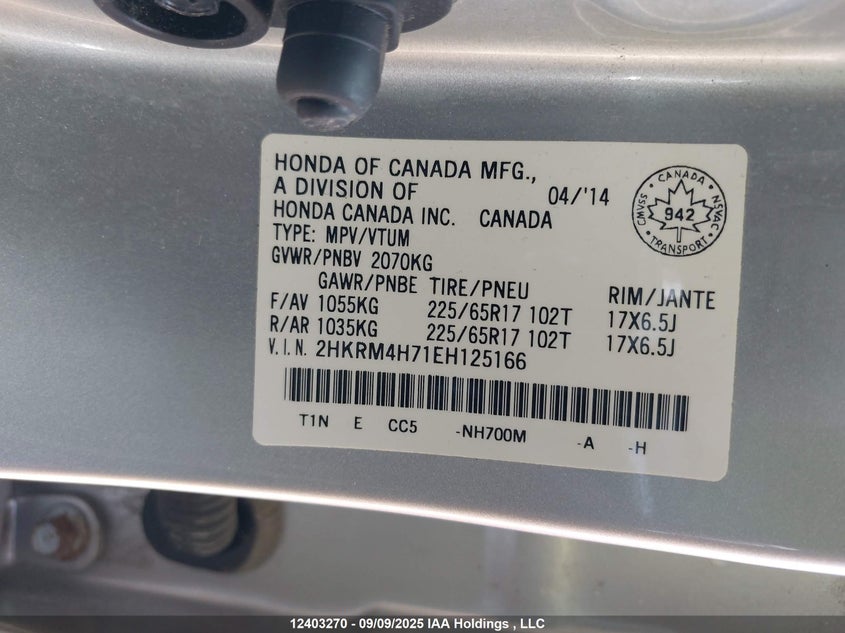 HONDA OF CANADA MFG.,
A DIVISION OF
04/'14
HONDA CANADA INC. CANADA
TYPE: MPV/VTUM
GVWR/PNBV 2070KG
GAWR/PNBE TIRE/PNEU RIM/JANTE
F/AV 1055KG 225/65R17 102T 17X6.5J
R/AR 1035KG 225/65R17 102T 17X6.5J
V.I.N. 2HKRM4H71EH125166
T1N E CC5 -NH700M -A -H
CANADA
CMVSS
942
NSVAC
TRANSPORT
12403270 - 09/09/2025 IAA Holdings , LLC